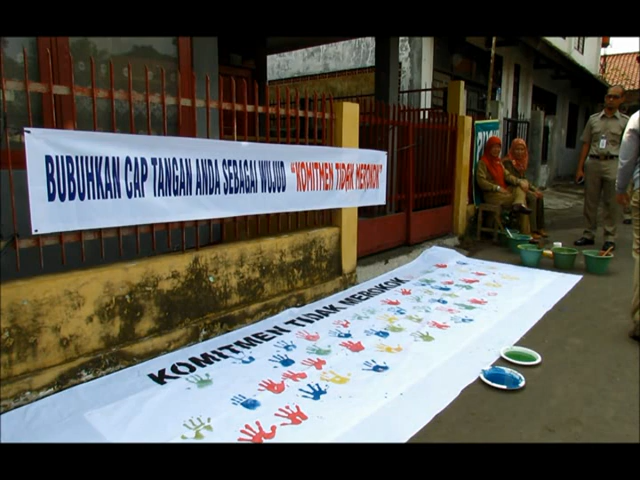 BUBUHKAN CAP TANGAN ANDA SEBAGAI WUJUD "KOMITMEN TIDAK MEROKOK"
KOMITMEN TIDAK MEROKOK